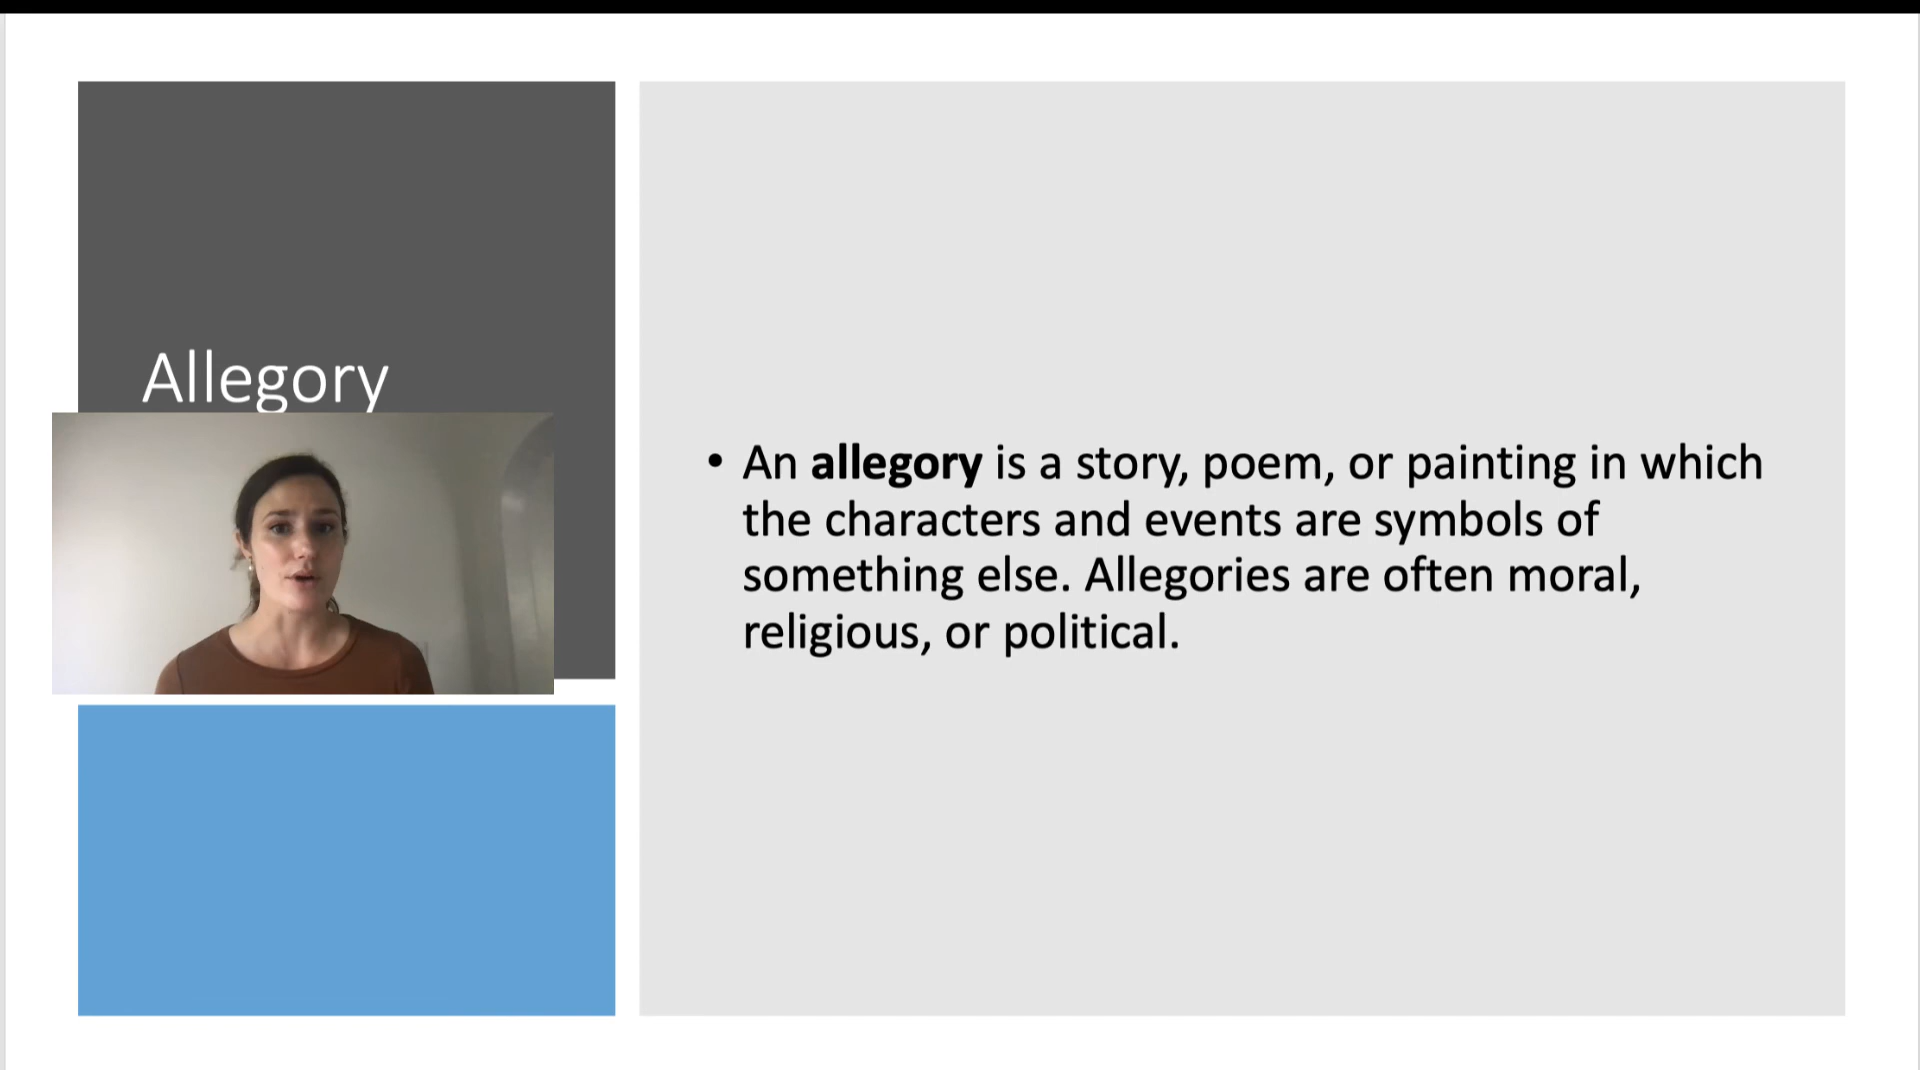 Allegory
• An allegory is a story, poem, or painting in which
the characters and events are symbols of
something else. Allegories are often moral,
religious, or political.